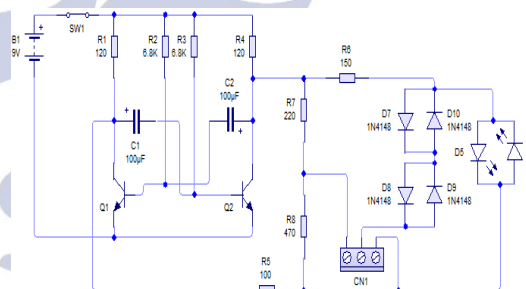 B1
9V
SW1
R1
120
R2
6.8K
R3
6.8K
R4
120
C2
100µF
C1
100µF
Q1
Q2
R6
150
R7
220
R8
470
R5
100
D7
1N4148
D10
1N4148
D8
1N4148
D9
1N4148
D5
CN1